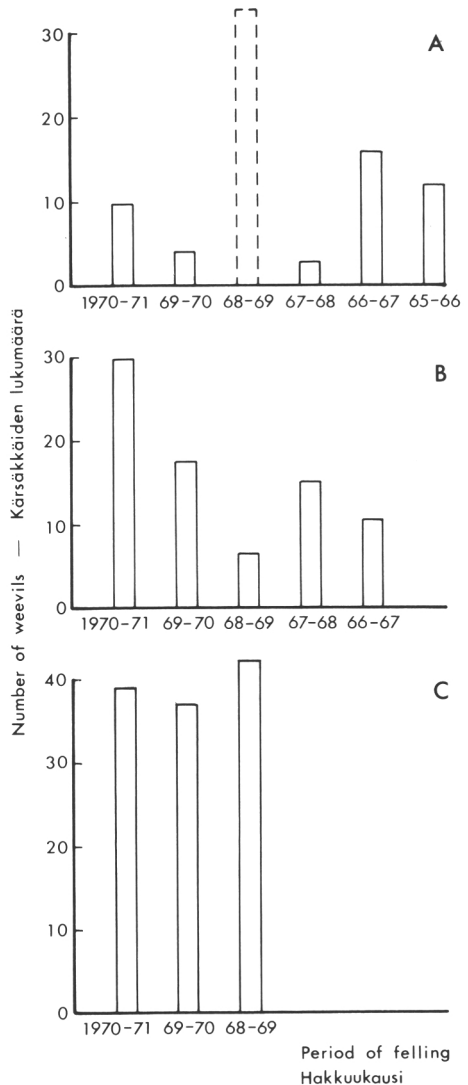 Number of weevils — Kärsäkkäiden lukumäärä
A
30
20
10
0
1970-71 69-70 68-69 67-68 66-67 65-66
B
30
20
10
0
1970-71 69-70 68-69 67-68 66-67
C
40
30
20
10
0
1970-71 69-70 68-69
Period of felling
Hakkuukausi